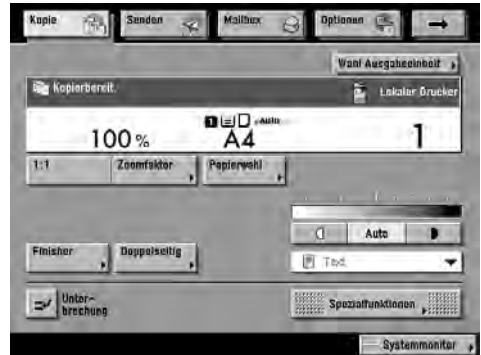 Kopie Senden Mailbox Optionen
Wahl Ausgabeeinheit
Kopierbereit. Lokaler Drucker
1 Auto
100 % A4 1
1:1 Zoomfaktor Papierwahl
Auto
Finisher Doppelseitig
Text
Unter-
brechung
Spezialfunktionen
Systemmonitor